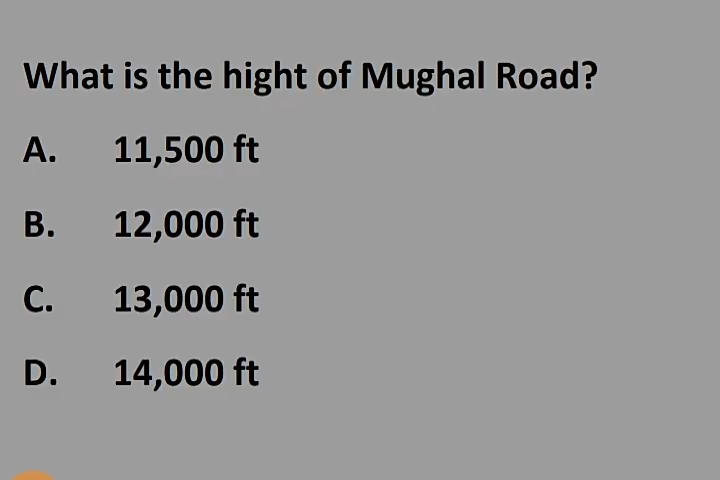 What is the hight of Mughal Road?
A. 11,500 ft
B. 12,000 ft
C. 13,000 ft
D. 14,000 ft